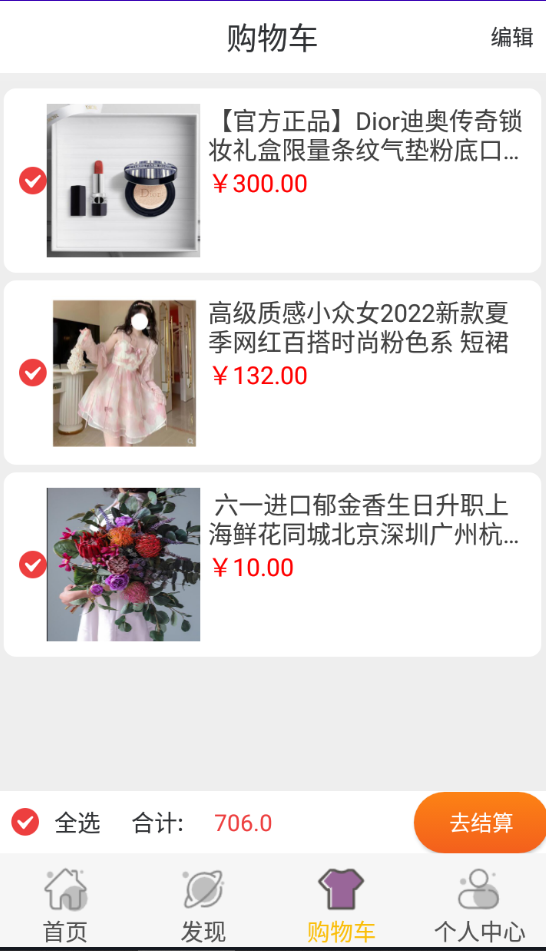 购物车
编辑
【官方正品】Dior迪奥传奇锁
妆礼盒限量条纹气垫粉底口...
￥300.00
高级质感小众女2022新款夏
季网红百搭时尚粉色系 短裙
￥132.00
六一进口郁金香生日升职上
海鲜花同城北京深圳广州杭...
￥10.00
全选 合计: 706.0 去结算
首页 发现 购物车 个人中心